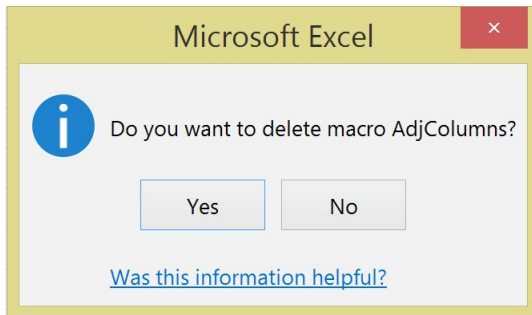 Microsoft Excel
Do you want to delete macro AdjColumns?
Yes
No
Was this information helpful?